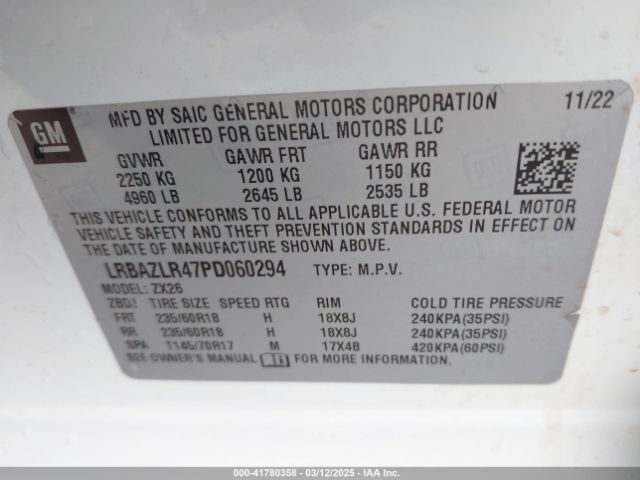 GM
MFD BY SAIC GENERAL MOTORS CORPORATION 11/22
LIMITED FOR GENERAL MOTORS LLC
GVWR GAWR FRT GAWR RR
2250 KG 1200 KG 1150 KG
4960 LB 2645 LB 2535 LB
THIS VEHICLE CONFORMS TO ALL APPLICABLE U.S. FEDERAL MOTOR
VEHICLE SAFETY AND THEFT PREVENTION STANDARDS IN EFFECT ON
THE DATE OF MANUFACTURE SHOWN ABOVE.
LRBAZLR47PD060294 TYPE: M.P.V.
MODEL: ZX26
ZBDJ TIRE SIZE SPEED RTG RIM COLD TIRE PRESSURE
FRT 235/60R18 H 18X8J 240KPA(35PSI)
RR 235/60R18 H 18X8J 240KPA(35PSI)
SPA T145/70R17 M 17X4B 420KPA(60PSI)
SEE OWNER'S MANUAL FOR MORE INFORMATION.
© 00-41780358 - 03/12/2025 - IAA, Inc.